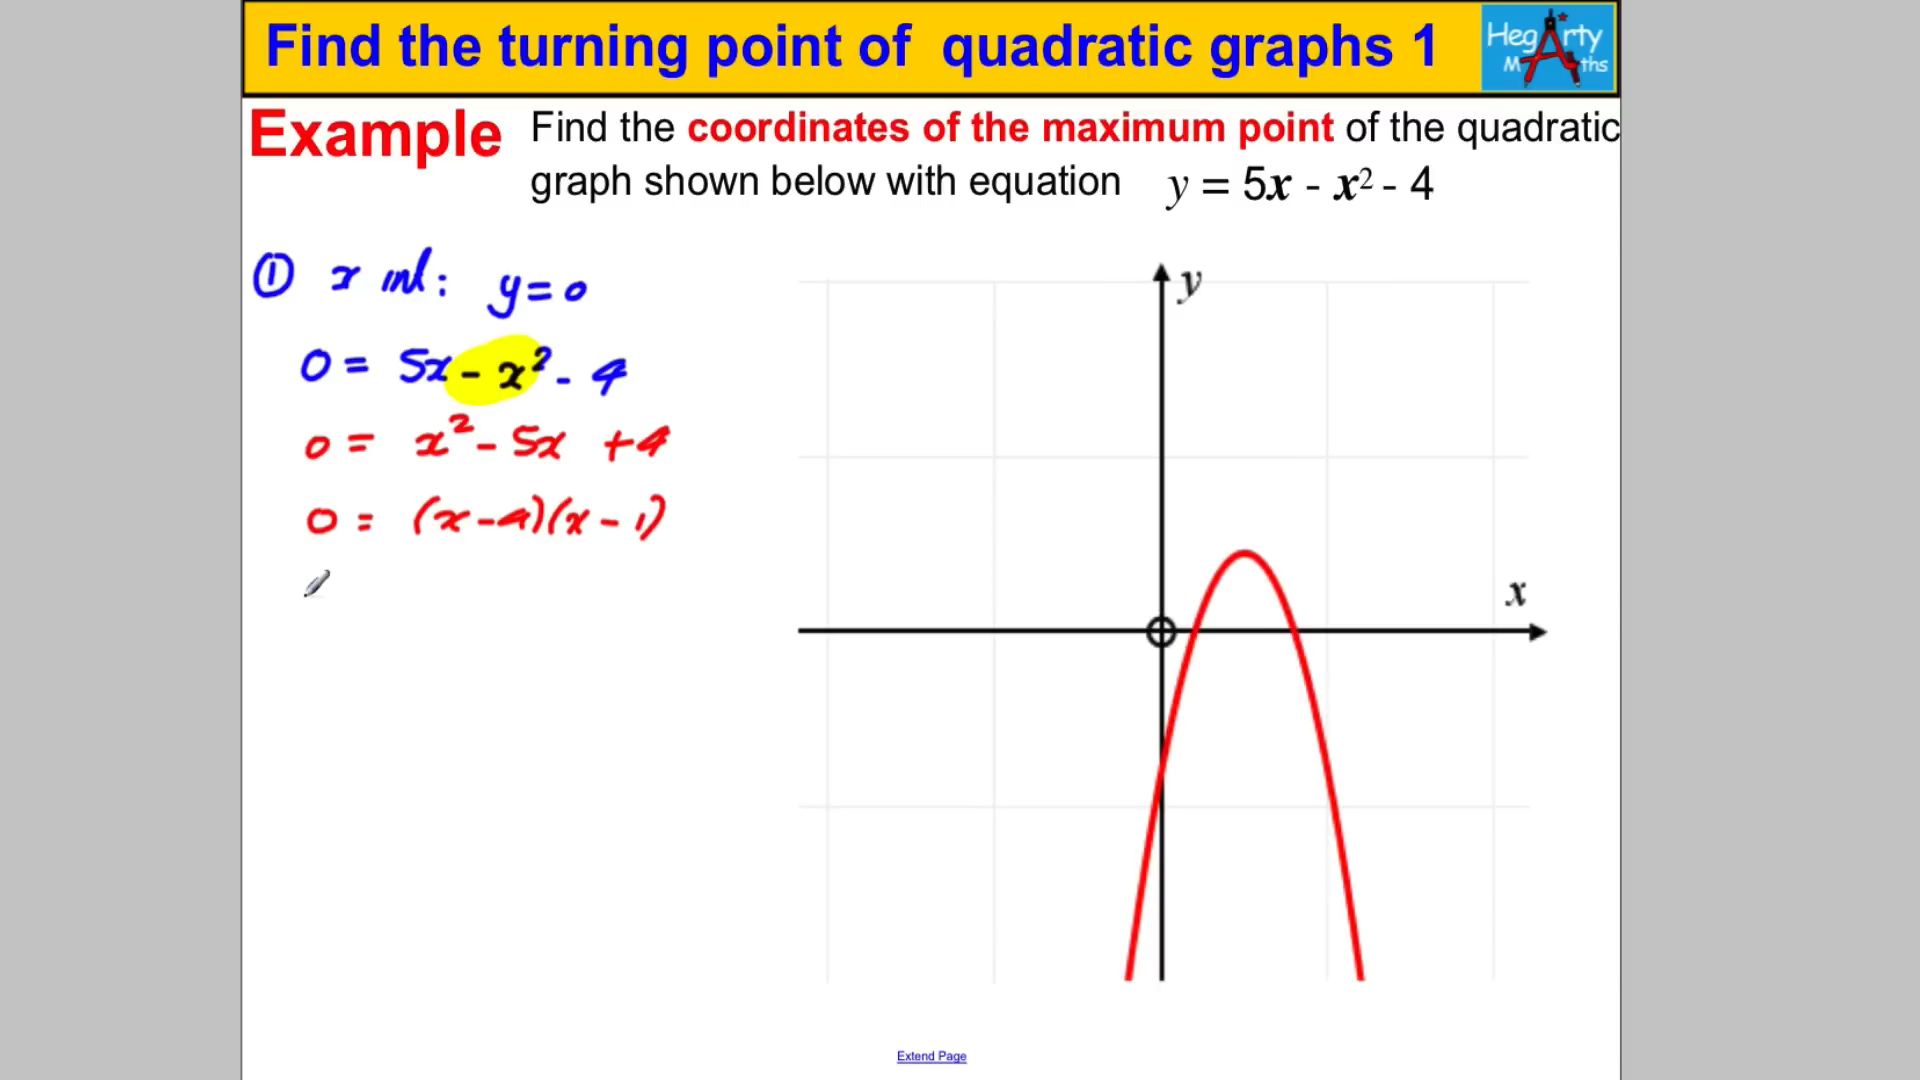 Find the turning point of quadratic graphs 1
Hegarty
Maths
Example Find the coordinates of the maximum point of the quadratic
graph shown below with equation y = 5x - x² - 4
① x int: y=0
0 = 5x - x² - 4
0 = x² - 5x + 4
0 = (x-4)(x-1)
y
x
Extend Page